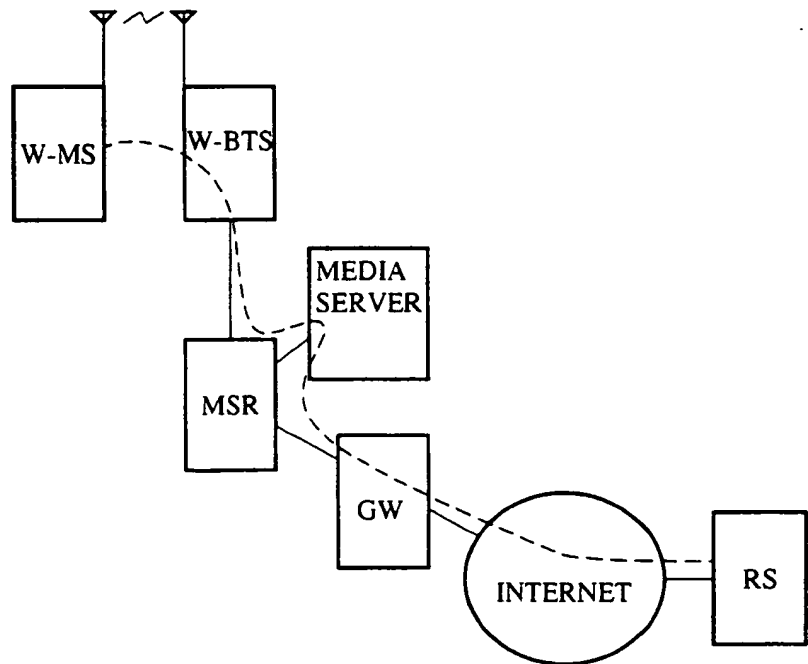 W-MS
W-BTS
MEDIA
SERVER
MSR
GW
INTERNET
RS